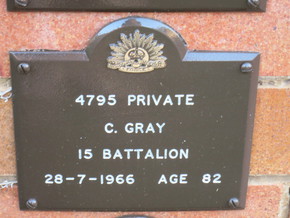 4795 PRIVATE
C. GRAY
15 BATTALION
28-7-1966 AGE 82